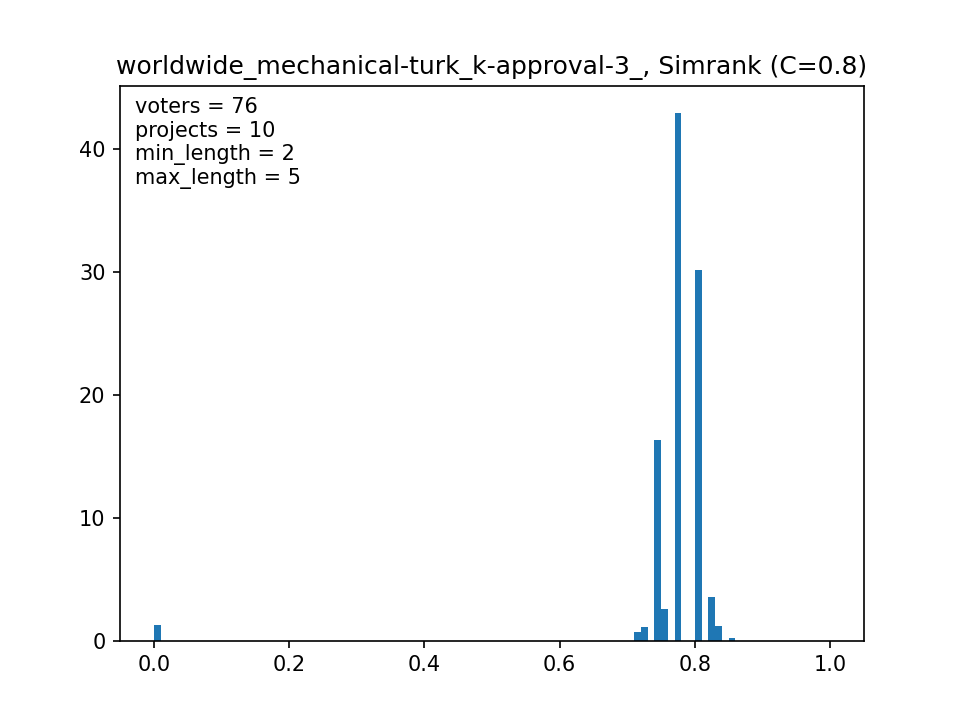 worldwide_mechanical-turk_k-approval-3_, Simrank (C=0.8)
voters = 76
projects = 10
min_length = 2
max_length = 5
40
30
20
10
0
0.0 0.2 0.4 0.6 0.8 1.0